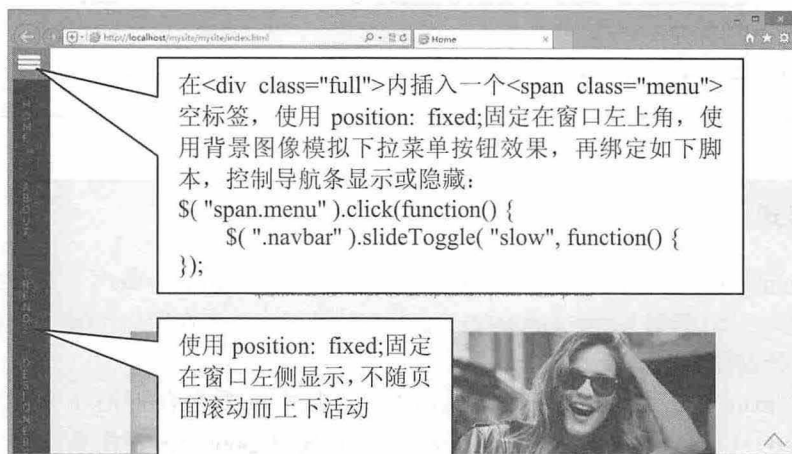 http://localhost/mysite/mysite/index.html
Home
在<div class="full">内插入一个<span class="menu">
空标签，使用 position: fixed;固定在窗口左上角，使
用背景图像模拟下拉菜单按钮效果，再绑定如下脚
本，控制导航条显示或隐藏：
$( "span.menu" ).click(function() {
$( ".navbar" ).slideToggle( "slow", function() {
});
使用 position: fixed;固定
在窗口左侧显示，不随页
面滚动而上下活动
HOME
ABOUT
TREND
DESIGNER